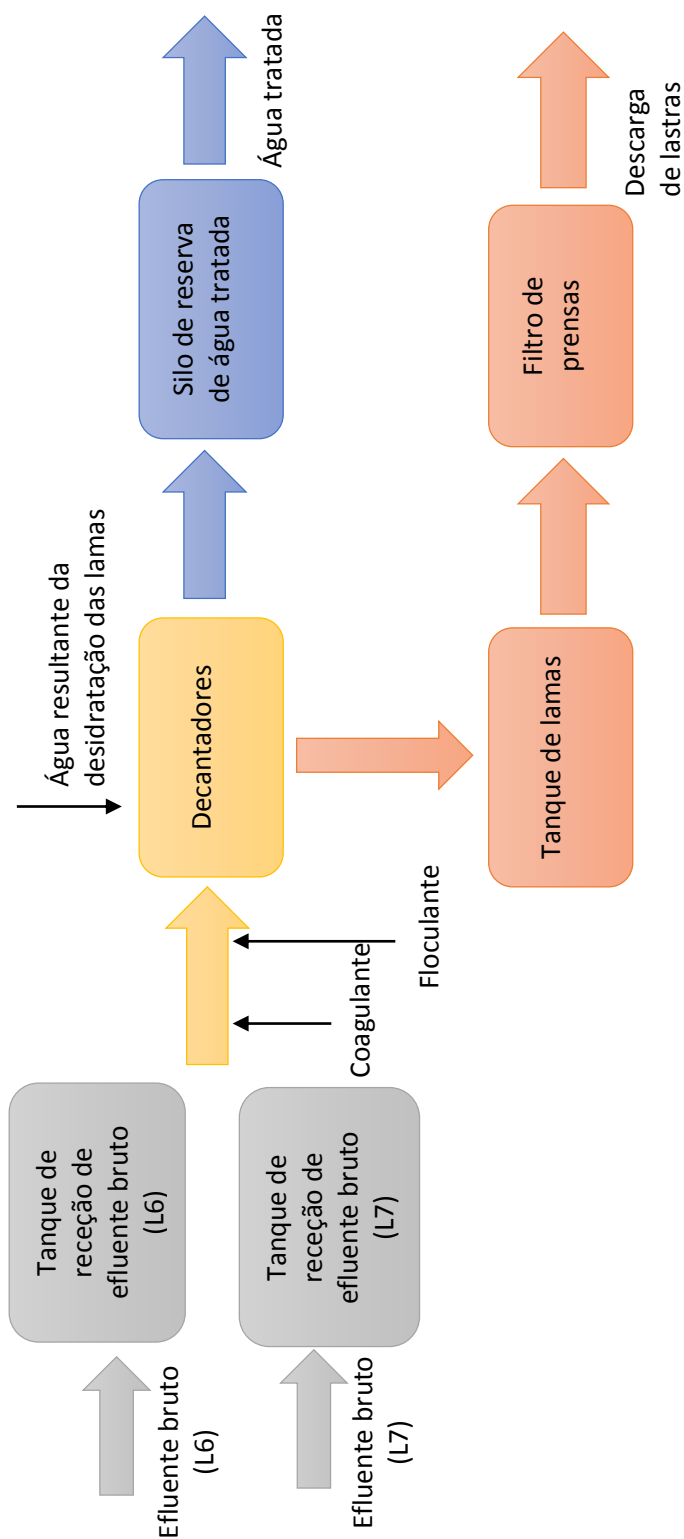 Efluente bruto
(L6)
Tanque de
receção de
efluente bruto
(L6)
Efluente bruto
(L7)
Tanque de
receção de
efluente bruto
(L7)
Coagulante
Floculante
Água resultante da
desidratação das lamas
Decantadores
Silo de reserva
de água tratada
Água tratada
Tanque de lamas
Filtro de
prensas
Descarga
de lastras